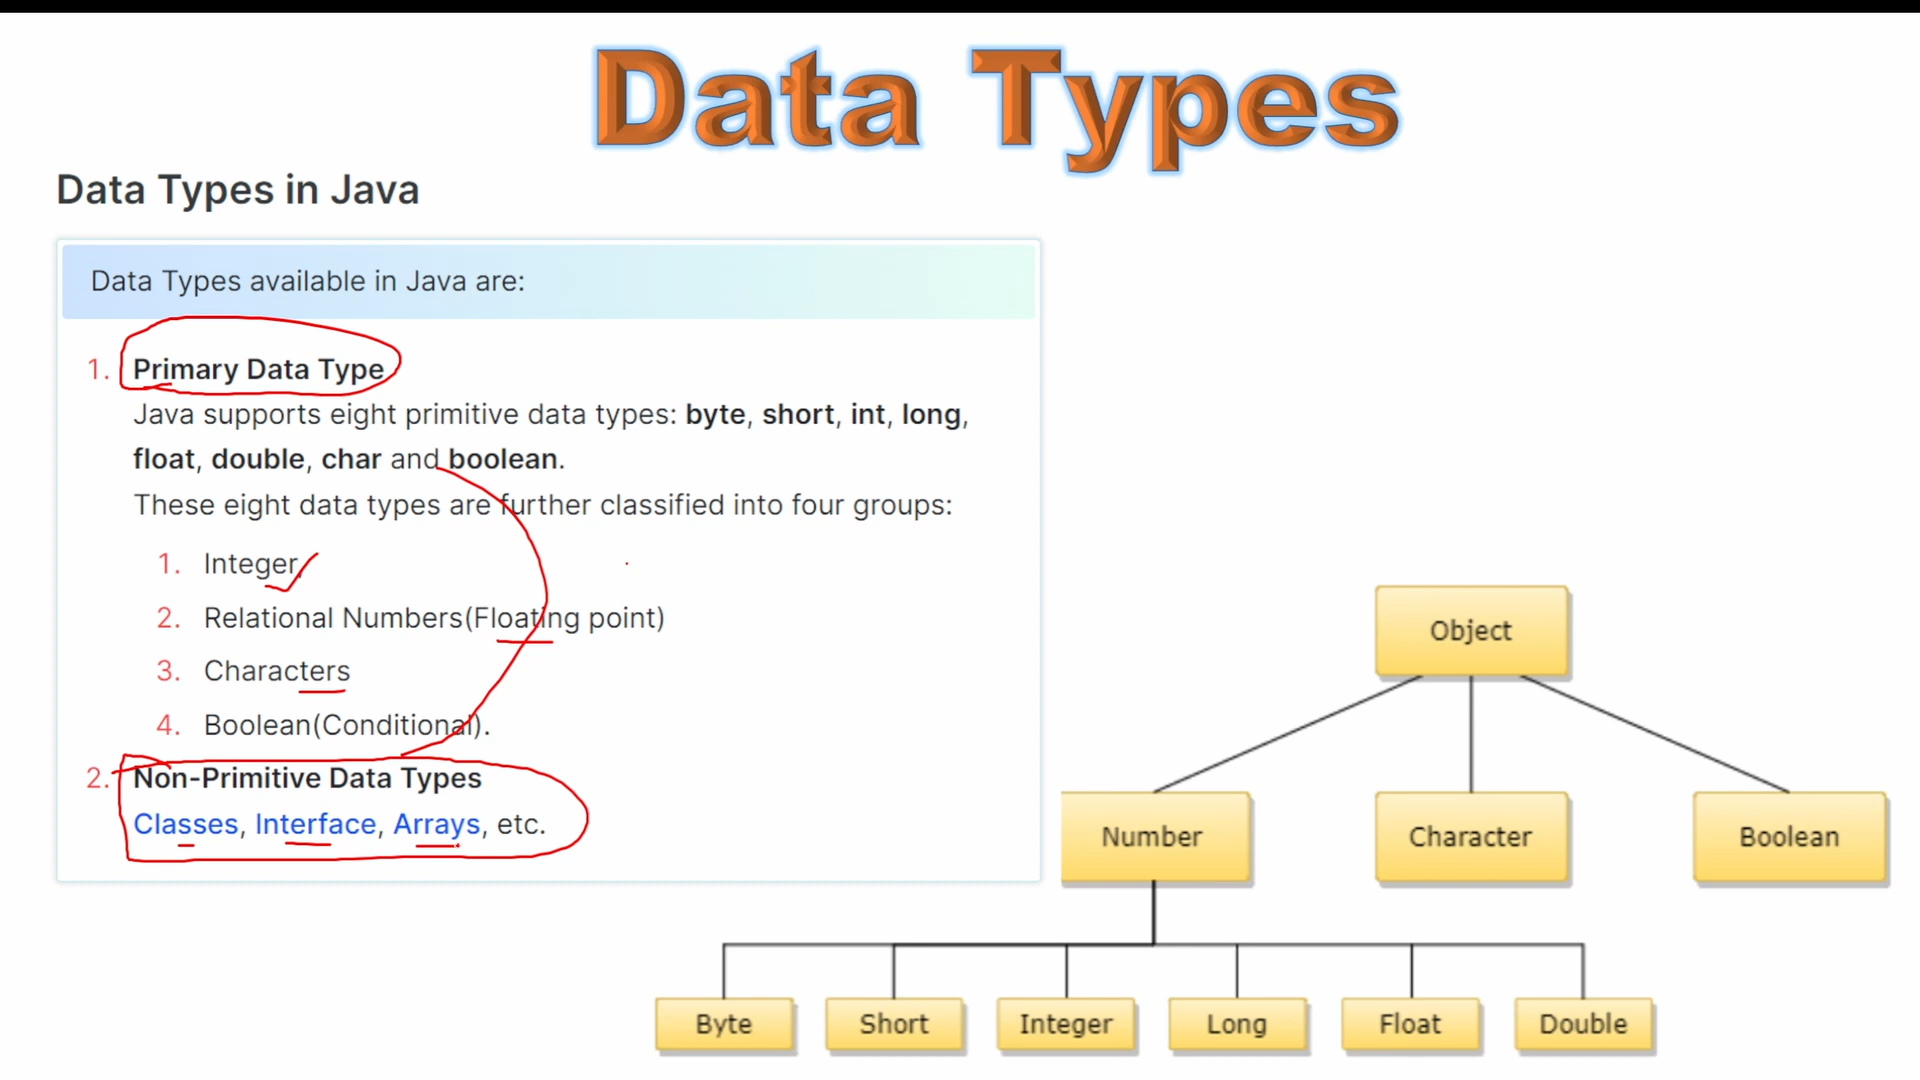 Data Types
Data Types in Java
Data Types available in Java are:
1. Primary Data Type
Java supports eight primitive data types: byte, short, int, long,
float, double, char and boolean.
These eight data types are further classified into four groups:
1. Integer
2. Relational Numbers(Floating point)
3. Characters
4. Boolean(Conditional).
2. Non-Primitive Data Types
Classes, Interface, Arrays, etc.
Object
Number
Character
Boolean
Byte
Short
Integer
Long
Float
Double